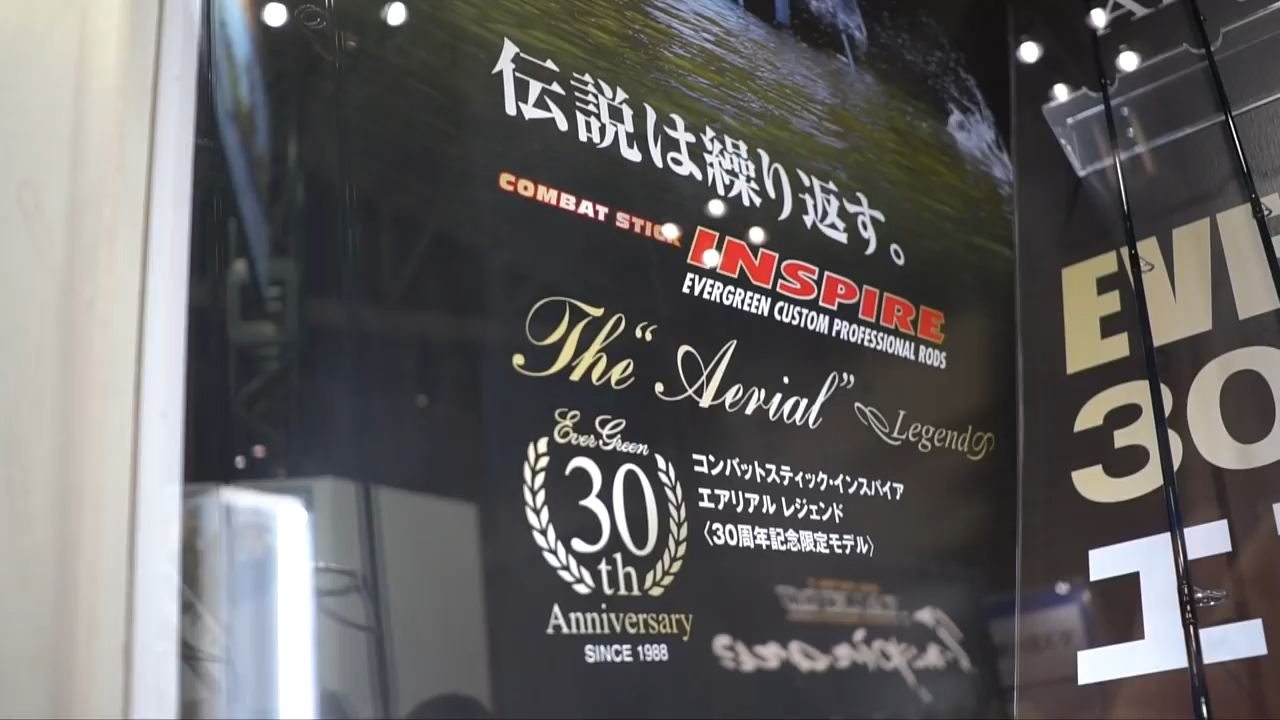 伝説は繰り返す。
COMBAT STICK
INSPIRE
EVERGREEN CUSTOM PROFESSIONAL RODS
The "Aerial" Legend
Ever Green
30
th
Anniversary
SINCE 1988
コンバットスティック・インスパイア
エアリアル レジェンド
〈30周年記念限定モデル〉
30
エ